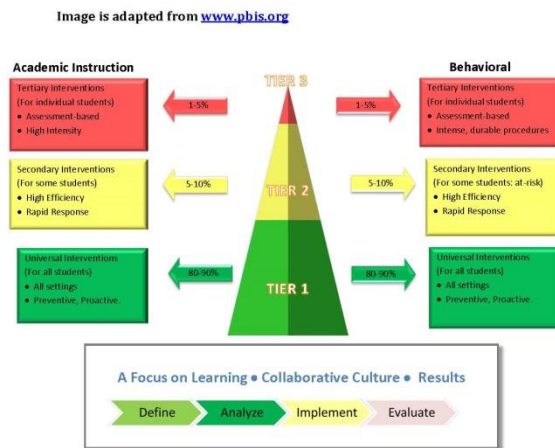 Image is adapted from www.pbis.org
Academic Instruction
Behavioral
TIER 3
Tertiary Interventions
(For individual students)
• Assessment-based
• High Intensity
1-5%
1-5%
Tertiary Interventions
(For individual students)
• Assessment-based
• Intense, durable procedures
Secondary Interventions
(For some students)
• High Efficiency
• Rapid Response
5-10%
TIER 2
5-10%
Secondary Interventions
(For some students: at-risk)
• High Efficiency
• Rapid Response
Universal Interventions
(For all students)
• All settings
• Preventive, Proactive.
80-90%
TIER 1
80-90%
Universal Interventions
(For all students)
• All settings
• Preventive, Proactive.
A Focus on Learning • Collaborative Culture • Results
Define
Analyze
Implement
Evaluate